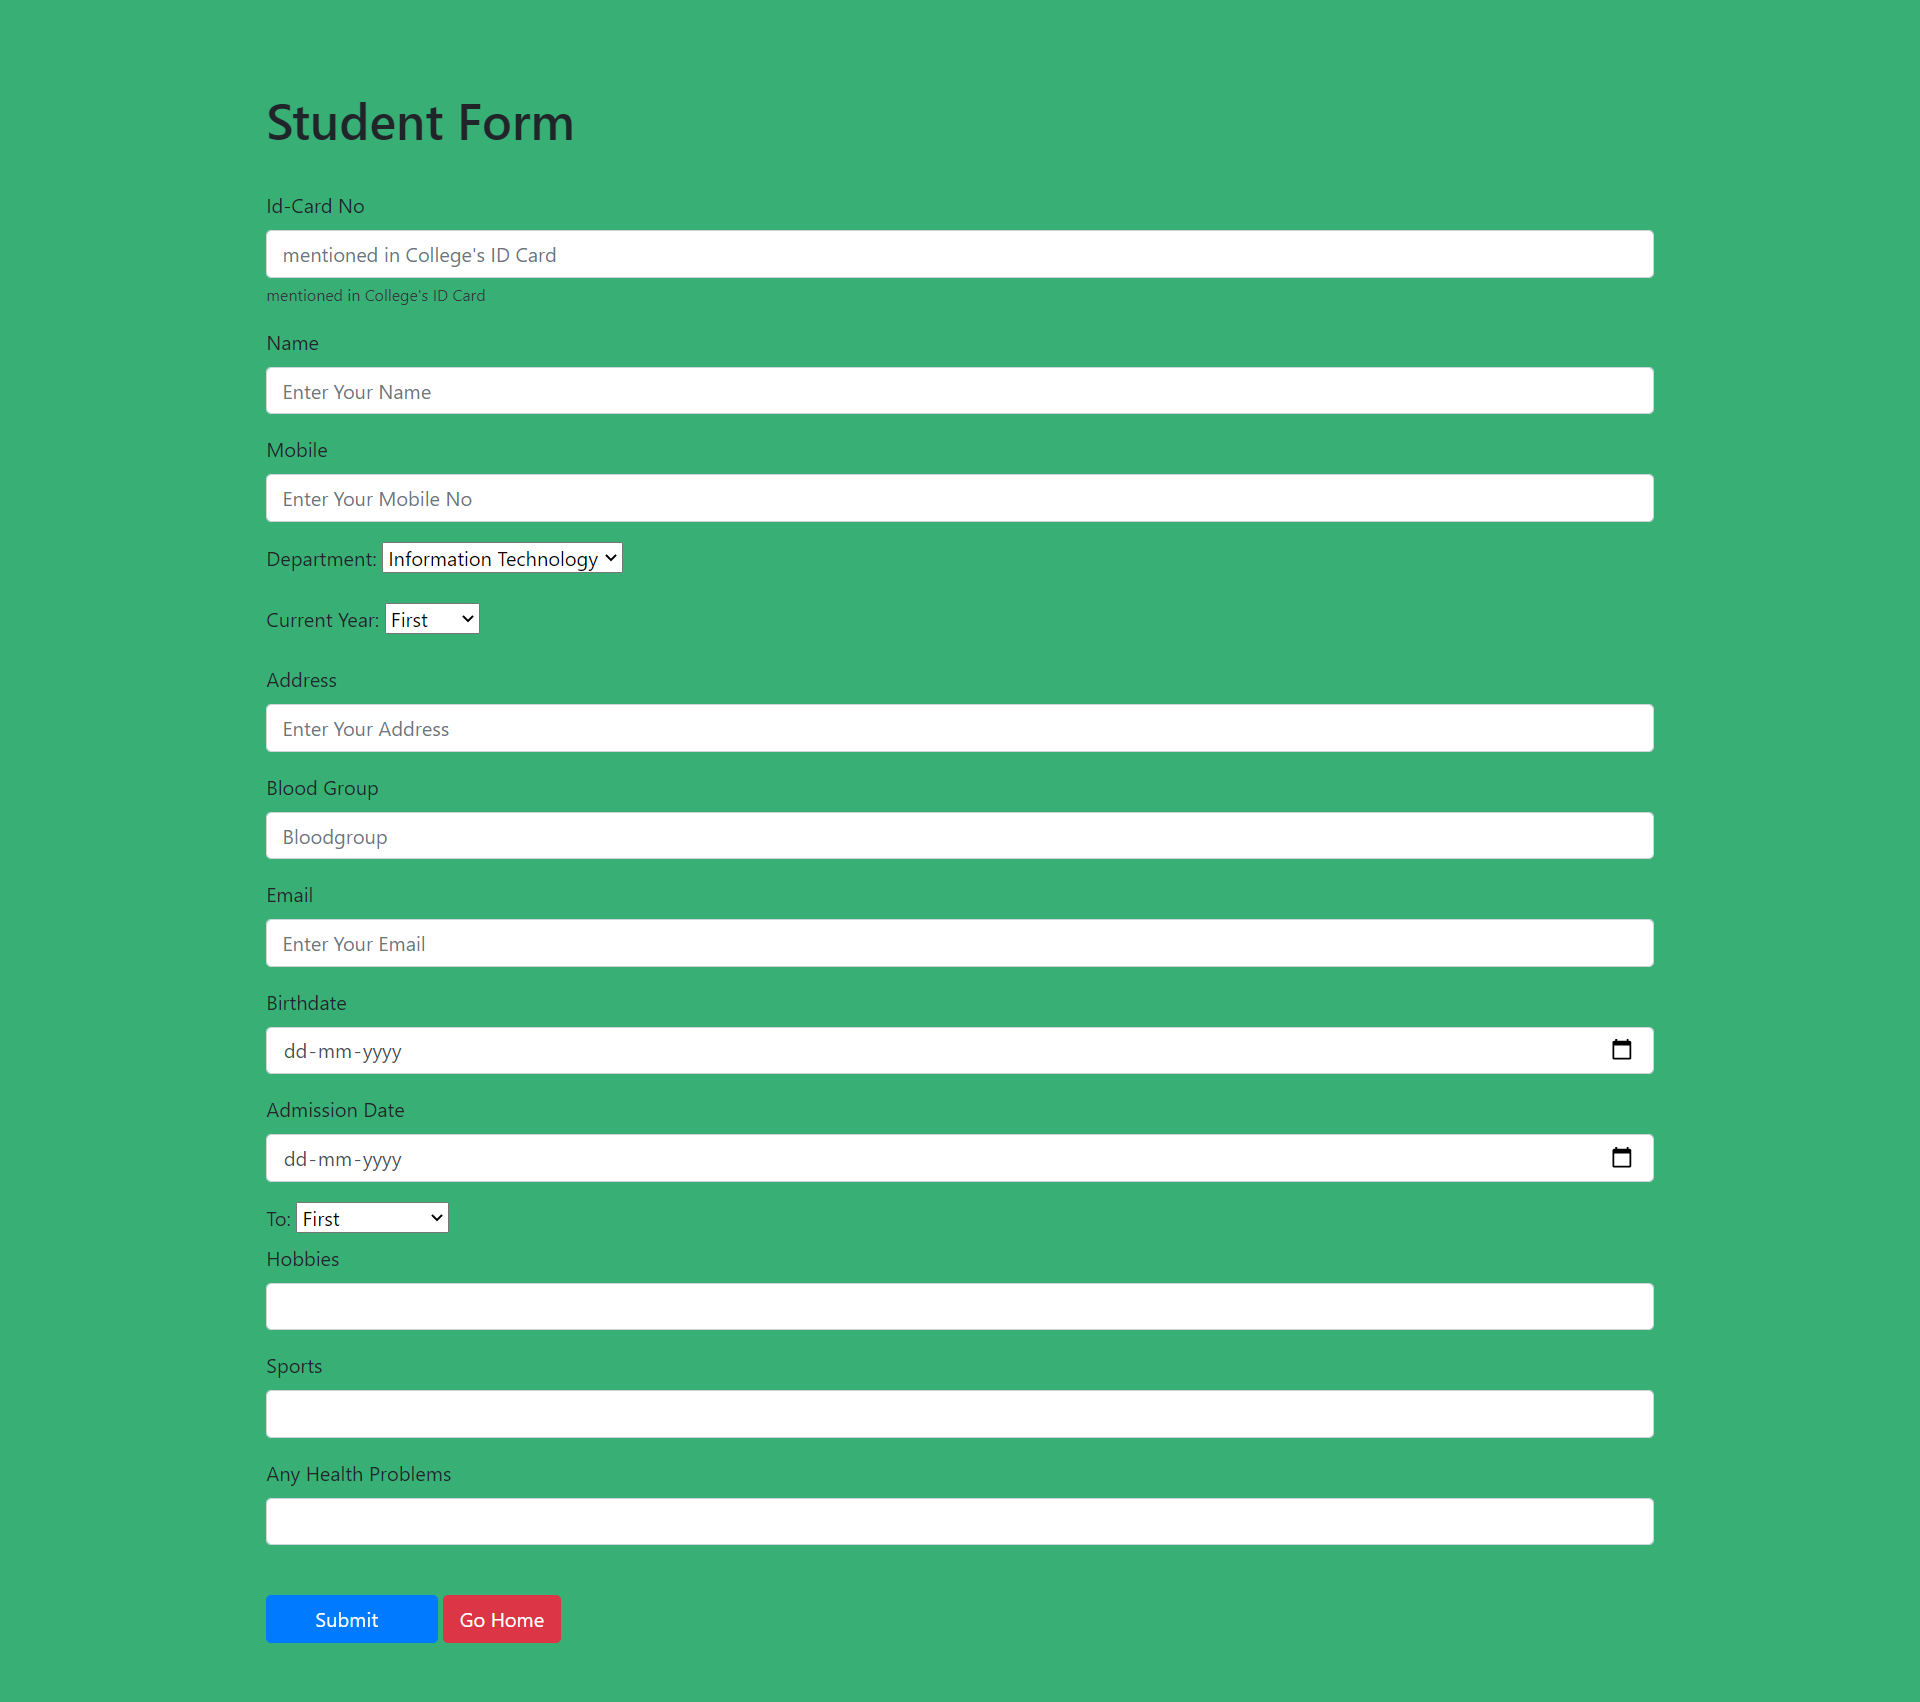 Student Form
Id-Card No
mentioned in College's ID Card
mentioned in College's ID Card
Name
Enter Your Name
Mobile
Enter Your Mobile No
Department: Information Technology
Current Year: First
Address
Enter Your Address
Blood Group
Bloodgroup
Email
Enter Your Email
Birthdate
dd-mm-yyyy
Admission Date
dd-mm-yyyy
To: First
Hobbies
Sports
Any Health Problems
Submit Go Home